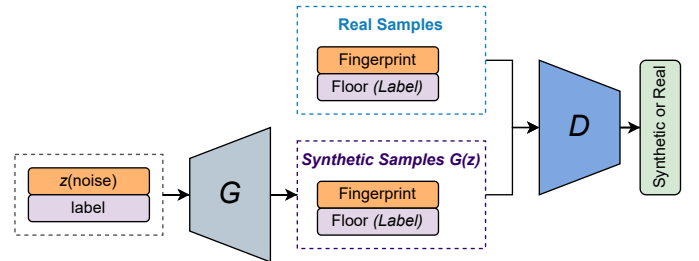 Real Samples
Fingerprint
Floor (Label)
Synthetic Samples G(z)
Fingerprint
Floor (Label)
z(noise)
label
G
D
Synthetic or Real